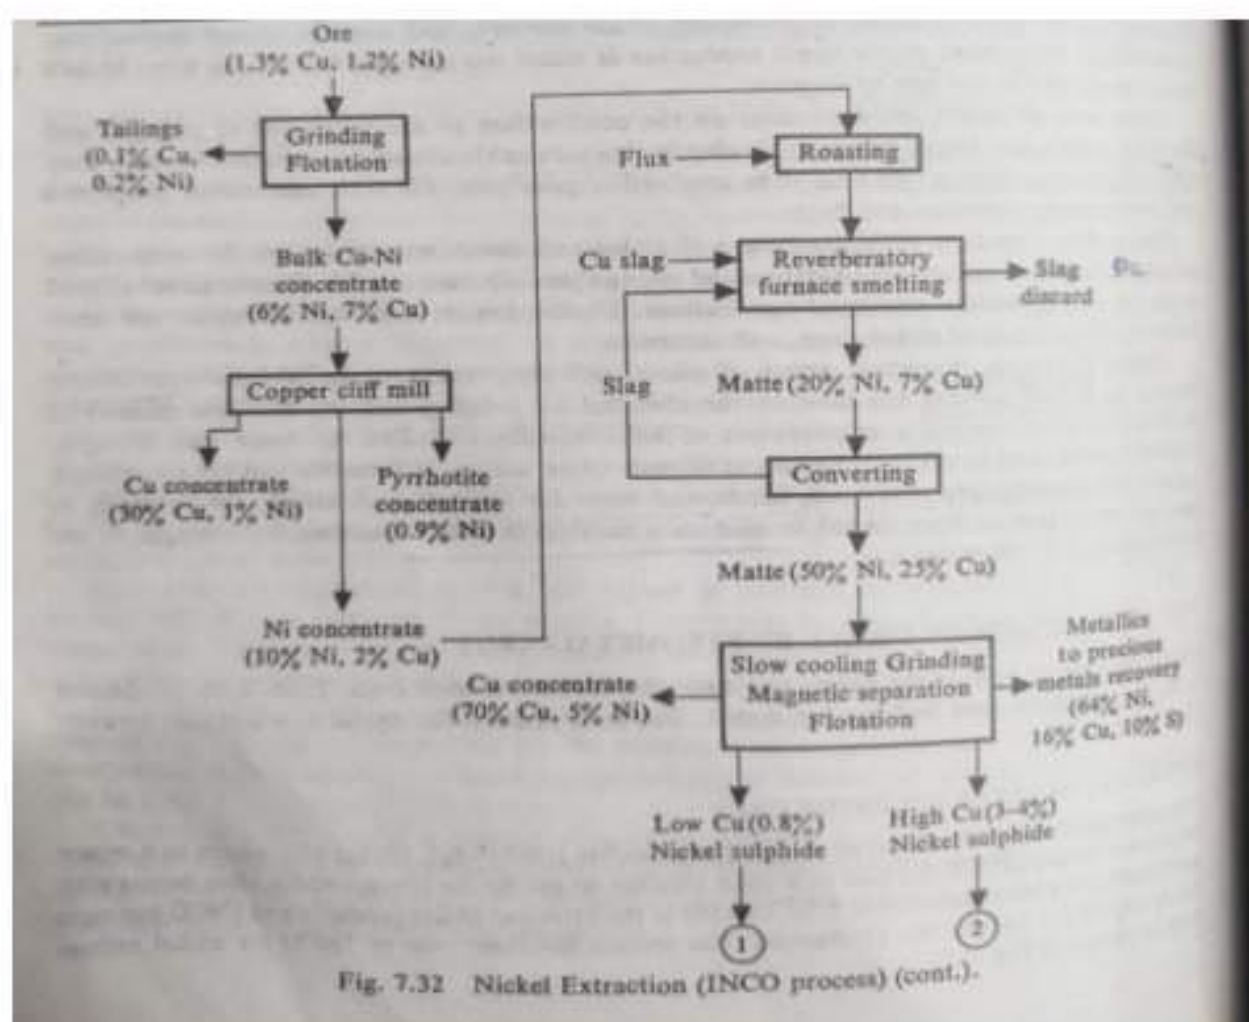 Ore
(1.3% Cu, 1.2% Ni)
Tailings
(0.1% Cu,
0.2% Ni)
Grinding
Flotation
Bulk Cu-Ni
concentrate
(6% Ni, 7% Cu)
Copper cliff mill
Cu concentrate
(30% Cu, 1% Ni)
Pyrrhotite
concentrate
(0.9% Ni)
Ni concentrate
(10% Ni, 2% Cu)
Flux
Roasting
Cu slag
Reverberatory
furnace smelting
Slag
discard
Slag
Matte (20% Ni, 7% Cu)
Converting
Matte (50% Ni, 25% Cu)
Slow cooling Grinding
Magnetic separation
Flotation
Cu concentrate
(70% Cu, 5% Ni)
Metallics
to precious
metals recovery
(64% Ni,
16% Cu, 10% S)
Low Cu (0.8%)
Nickel sulphide
High Cu (3-4%)
Nickel sulphide
1
2
Fig. 7.32 Nickel Extraction (INCO process) (cont.).